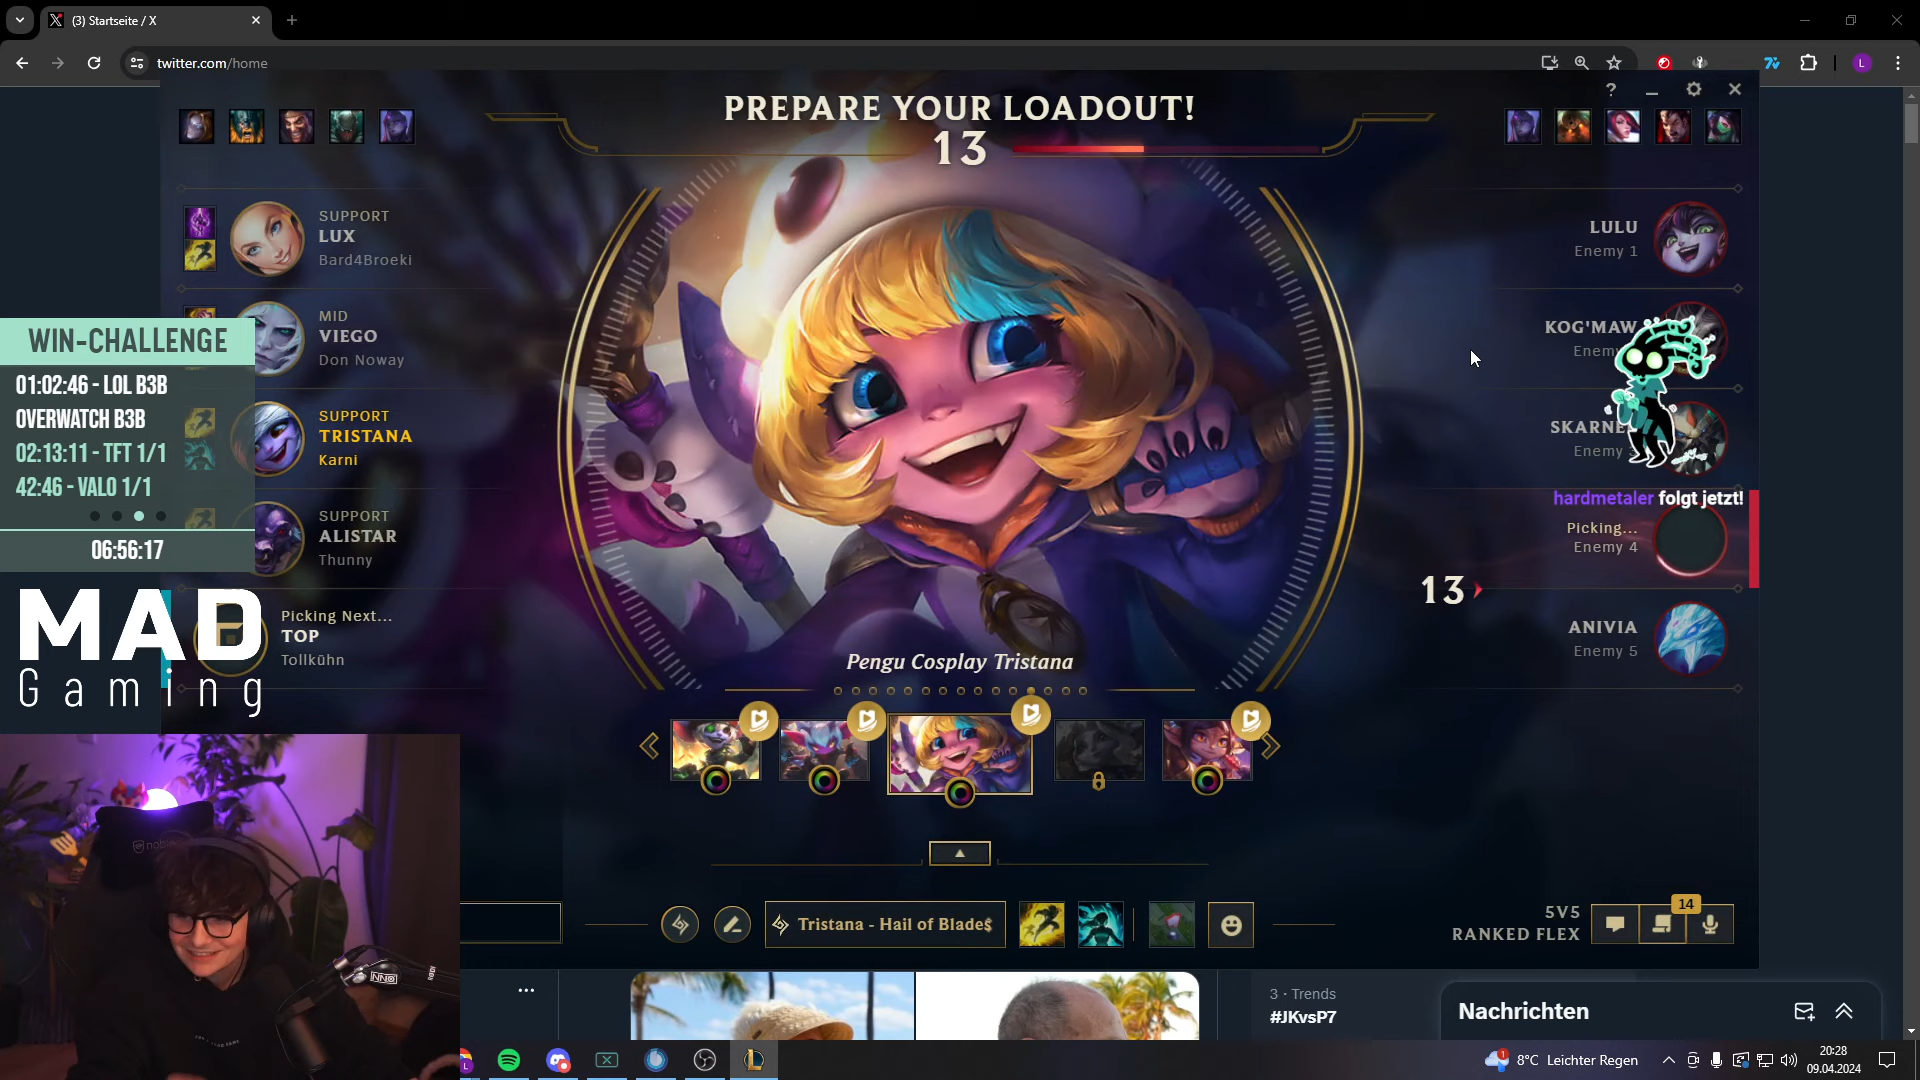 (3) Startseite / X
twitter.com/home
PREPARE YOUR LOADOUT!
13
SUPPORT
LUX
Bard4Broeki
MID
VIEGO
Don Noway
SUPPORT
TRISTANA
Karni
SUPPORT
ALISTAR
Thunny
Picking Next...
TOP
Tollkühn
WIN-CHALLENGE
01:02:46 - LOL B3B
OVERWATCH B3B
02:13:11 - TFT 1/1
42:46 - VALO 1/1
06:56:17
MAD
Gaming
LULU
Enemy 1
KOG'MAW
SKARNE
Enemy
hardmetaler folgt jetzt!
Picking...
Enemy 4
13
ANIVIA
Enemy 5
Pengu Cosplay Tristana
Tristana - Hail of Blades
5V5
RANKED FLEX
14
3 · Trends
#JKvsP7
Nachrichten
1
8°C Leichter Regen
20:28
09.04.2024